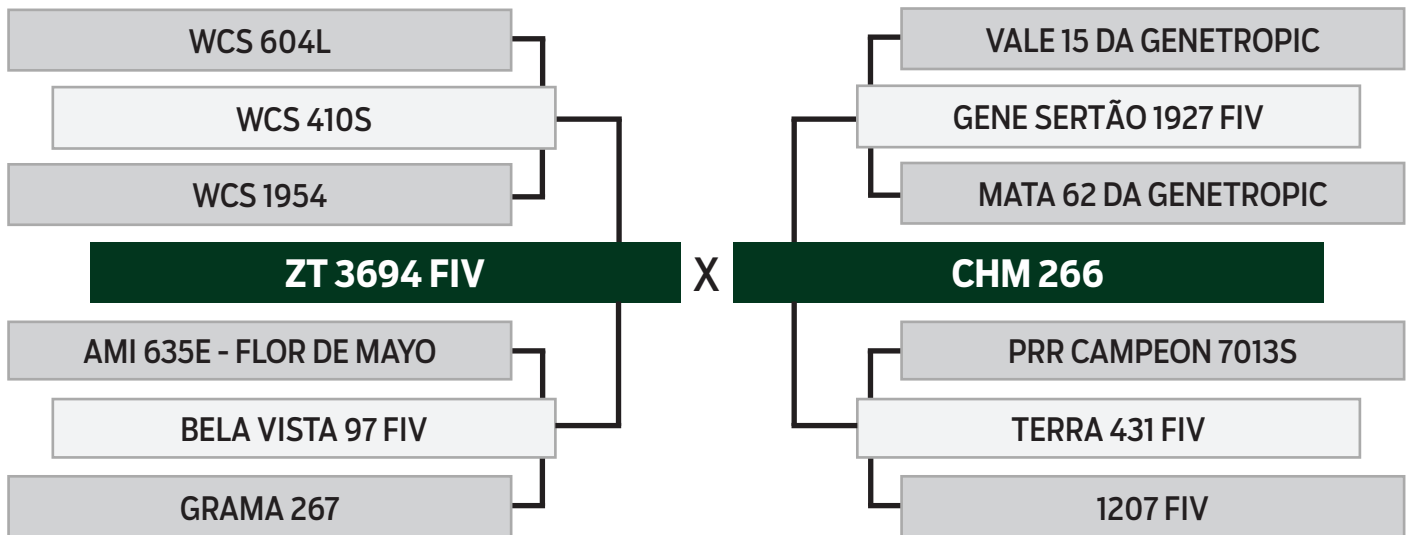 WCS 604L
WCS 410S
WCS 1954
ZT 3694 FIV
AMI 635E - FLOR DE MAYO
BELA VISTA 97 FIV
GRAMA 267
X
VALE 15 DA GENETROPIC
GENE SERTÃO 1927 FIV
MATA 62 DA GENETROPIC
CHM 266
PRR CAMPEON 7013S
TERRA 431 FIV
1207 FIV